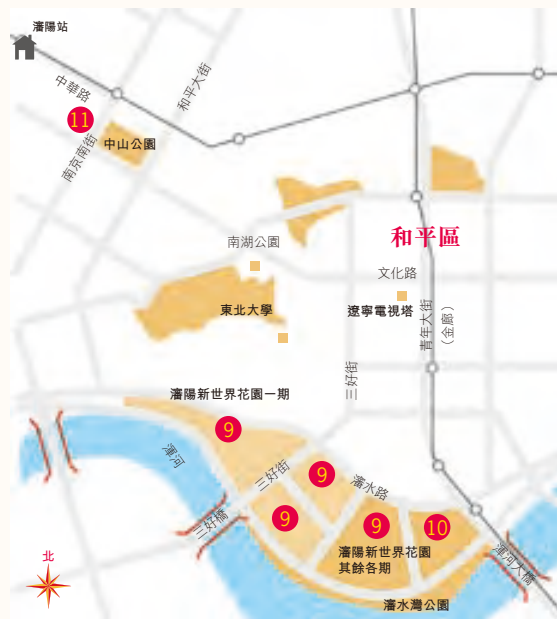 瀋陽站
中華路
和平大街
11
中山公園
南京南街
和平區
南湖公園
文化路
東北大學
遼寧電視塔
青年大街
（金廊）
三好街
瀋陽新世界花園一期
9
渾河
三好街
9
瀋水路
三好橋
9
9
10
瀋陽新世界花園
其餘各期
渾河大橋
北
瀋水灣公園